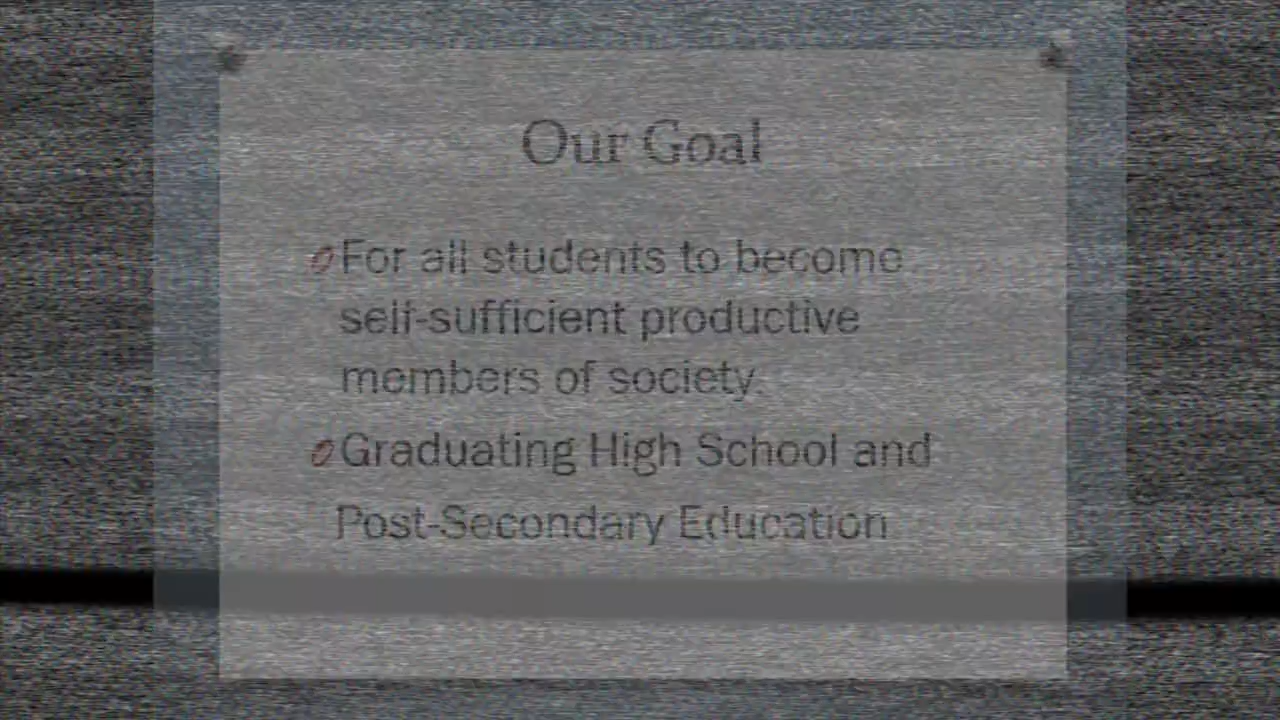 Our Goal
For all students to become
self-sufficient productive
members of society.
Graduating High School and
Post-Secondary Education